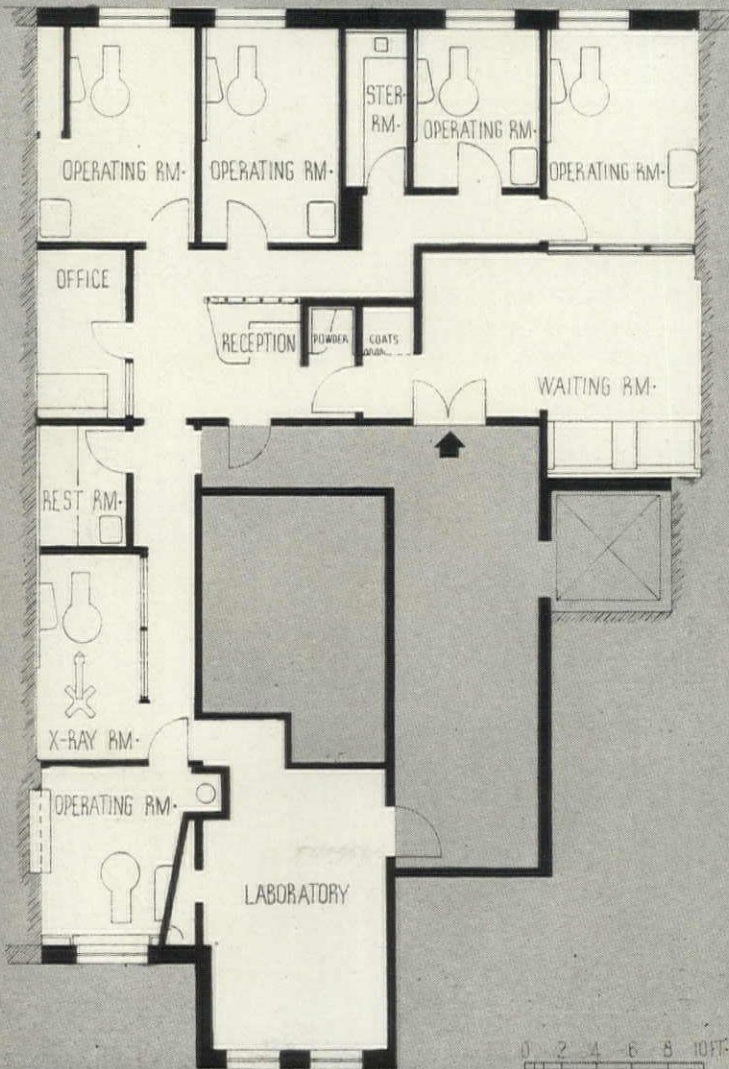 STER-
RM.
OPERATING RM.
OPERATING RM.
OPERATING RM.
OPERATING RM.
OFFICE
RECEPTION
POWDER
COATS
WAITING RM.
REST RM.
X-RAY RM.
OPERATING RM.
LABORATORY
0 2 4 6 8 10 FT.